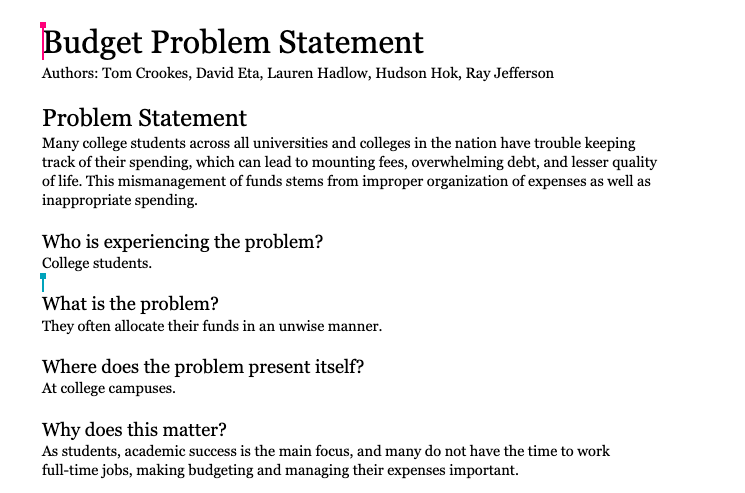 Budget Problem Statement
Authors: Tom Crookes, David Eta, Lauren Hadlow, Hudson Hok, Ray Jefferson
Problem Statement
Many college students across all universities and colleges in the nation have trouble keeping
track of their spending, which can lead to mounting fees, overwhelming debt, and lesser quality
of life. This mismanagement of funds stems from improper organization of expenses as well as
inappropriate spending.
Who is experiencing the problem?
College students.
What is the problem?
They often allocate their funds in an unwise manner.
Where does the problem present itself?
At college campuses.
Why does this matter?
As students, academic success is the main focus, and many do not have the time to work
full-time jobs, making budgeting and managing their expenses important.